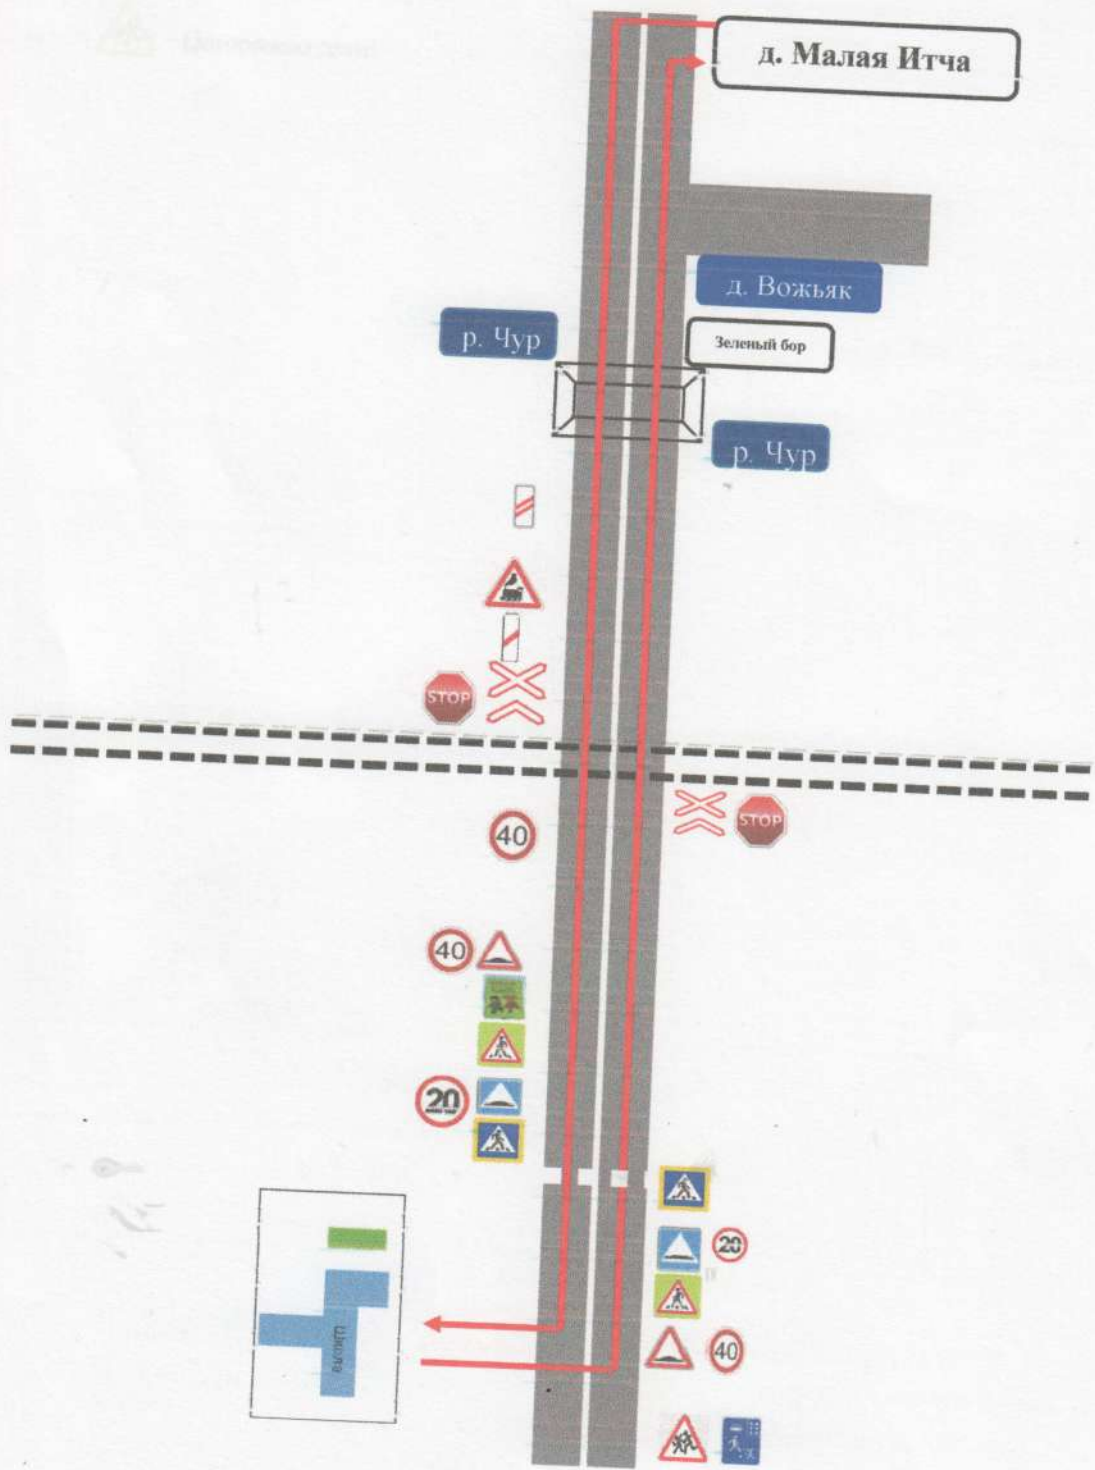 д. Малая Итча
д. Вожьяк
р. Чур
Зеленый бор
р. Чур
STOP
STOP
40
40
20
20
40
Школа